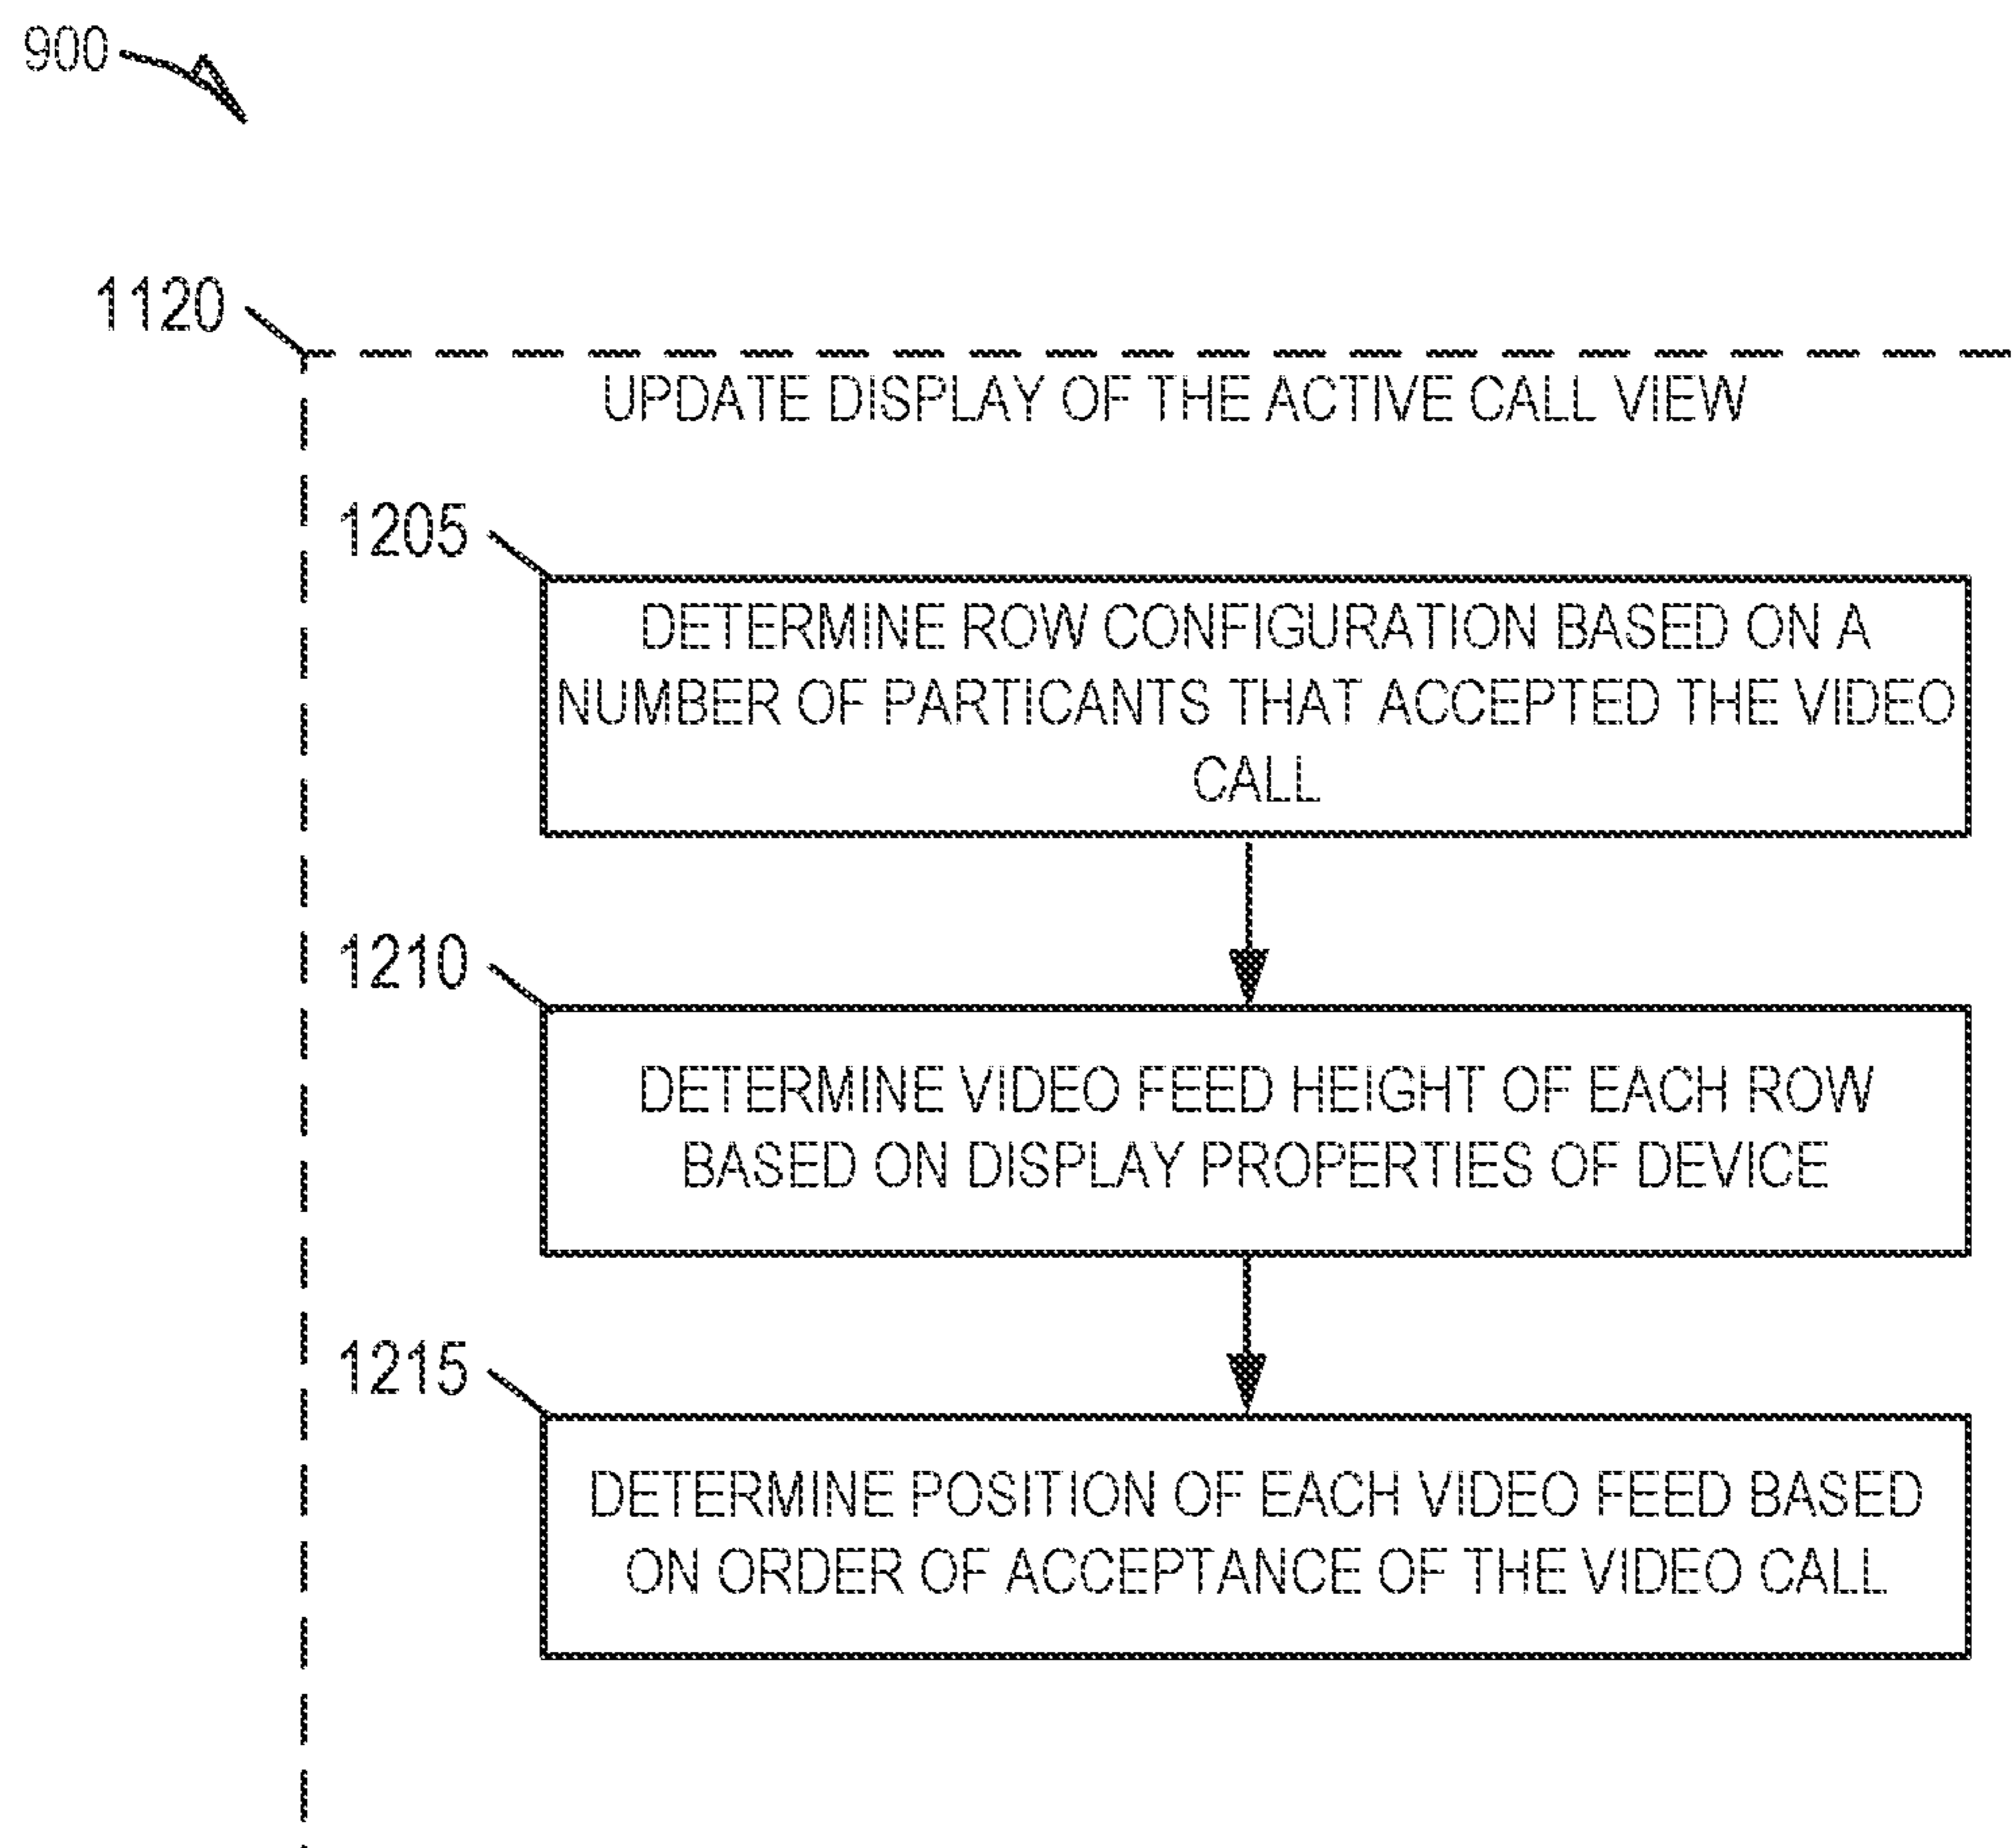 900
1120
UPDATE DISPLAY OF THE ACTIVE CALL VIEW
1205
DETERMINE ROW CONFIGURATION BASED ON A
NUMBER OF PARTICANTS THAT ACCEPTED THE VIDEO
CALL
1210
DETERMINE VIDEO FEED HEIGHT OF EACH ROW
BASED ON DISPLAY PROPERTIES OF DEVICE
1215
DETERMINE POSITION OF EACH VIDEO FEED BASED
ON ORDER OF ACCEPTANCE OF THE VIDEO CALL